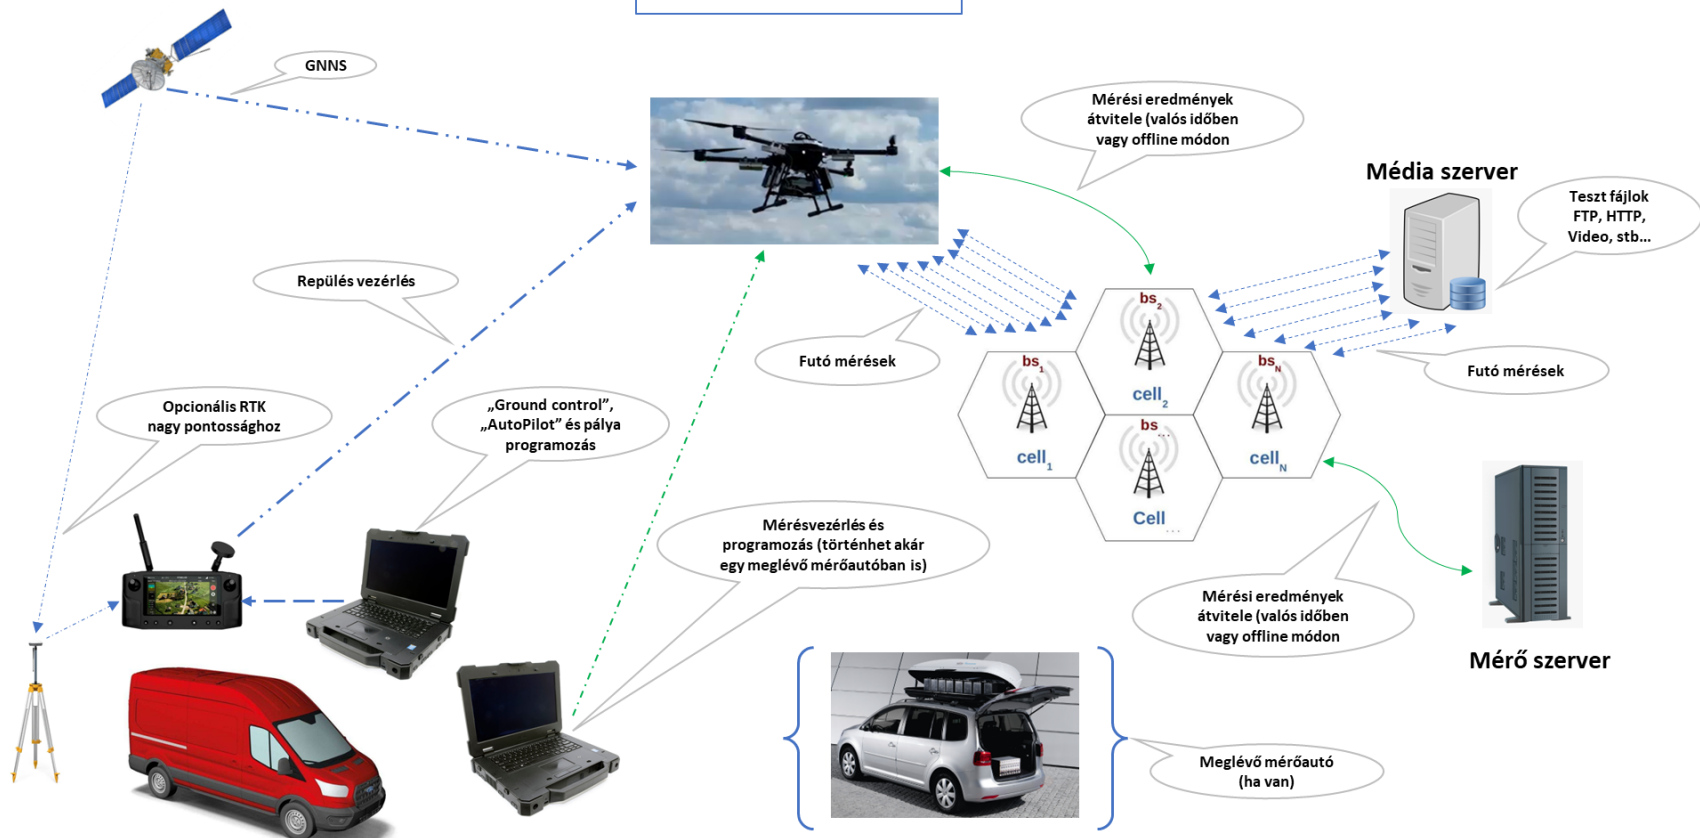 GNNS
Mérési eredmények
átvitele (valós időben
vagy offline módon
Média szerver
Teszt fájlok
FTP, HTTP,
Video, stb...
Repülés vezérlés
Futó mérések
bs2
cell2
bs1
cell1
bsN
cellN
bs...
Cell...
Futó mérések
Opcionális RTK
nagy pontossághoz
„Ground control”,
„AutoPilot” és pálya
programozás
Mérésvezérlés és
programozás (történhet akár
egy meglévő mérőautóban is)
Mérési eredmények
átvitele (valós időben
vagy offline módon
Mérő szerver
Meglévő mérőautó
(ha van)